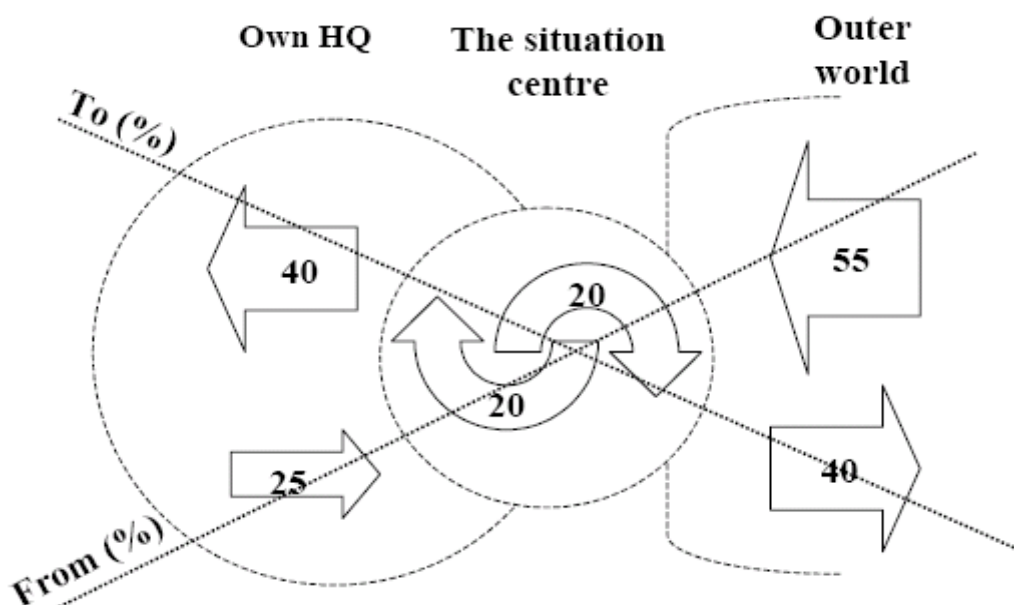 Own HQ
The situation
centre
Outer
world
To (%)
40
20
55
20
25
40
From (%)